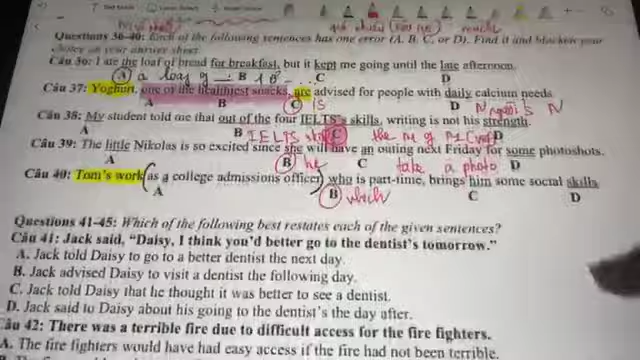 Questions 36-40: Each of the following sentences has one error (A, B, C, or D). Find it and blacken your
choice on your answer sheet.
Câu 36: I ate the loaf of bread for breakfast, but it kept me going until the late afternoon.
A a loaf of B C D
Câu 37: Yoghurt, one of the healthiest snacks, are advised for people with daily calcium needs.
A B C is D
Câu 38: My student told me that out of the four IELTS's skills, writing is not his strength.
A B IELTS C D
Câu 39: The little Nikolas is so excited since she will have an outing next Friday for some photoshots.
A B he C take a photo D
Câu 40: Tom's work (as a college admissions officer) who is part-time, brings him some social skills.
A B which C D
Questions 41-45: Which of the following best restates each of the given sentences?
Câu 41: Jack said, "Daisy, I think you'd better go to the dentist's tomorrow."
A. Jack told Daisy to go to a better dentist the next day.
B. Jack advised Daisy to visit a dentist the following day.
C. Jack told Daisy that he thought it was better to see a dentist.
D. Jack said to Daisy about his going to the dentist's the day after.
Câu 42: There was a terrible fire due to difficult access for the fire fighters.
A. The fire fighters would have had easy access if the fire had not been terrible.